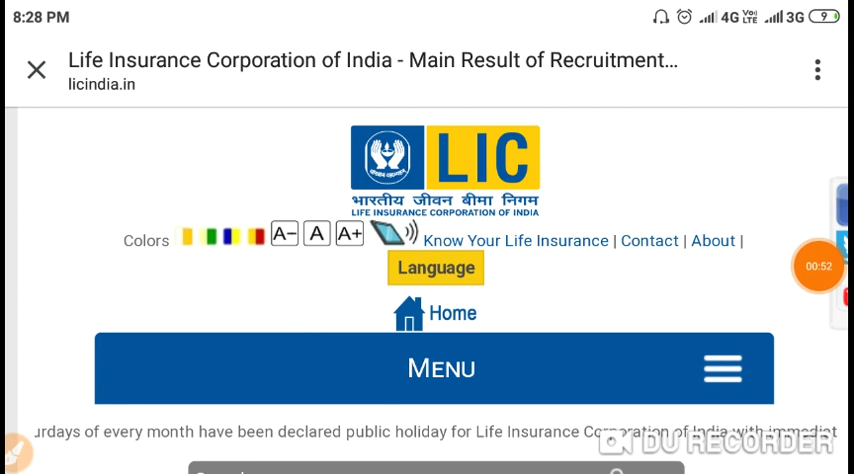 8:28 PM
4G VoLTE 3G 9
Life Insurance Corporation of India - Main Result of Recruitment...
licindia.in
LIC
भारतीय जीवन बीमा निगम
LIFE INSURANCE CORPORATION OF INDIA
Colors A- A A+ Know Your Life Insurance | Contact | About |
Language
00:52
Home
MENU
urdays of every month have been declared public holiday for Life Insurance Corporation of India with immediat
DU RECORDER